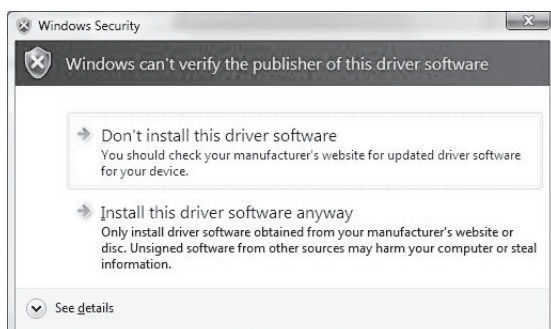 Windows Security
Windows can't verify the publisher of this driver software
Don't install this driver software
You should check your manufacturer's website for updated driver software
for your device.
Install this driver software anyway
Only install driver software obtained from your manufacturer's website or
disc. Unsigned software from other sources may harm your computer or steal
information.
See details